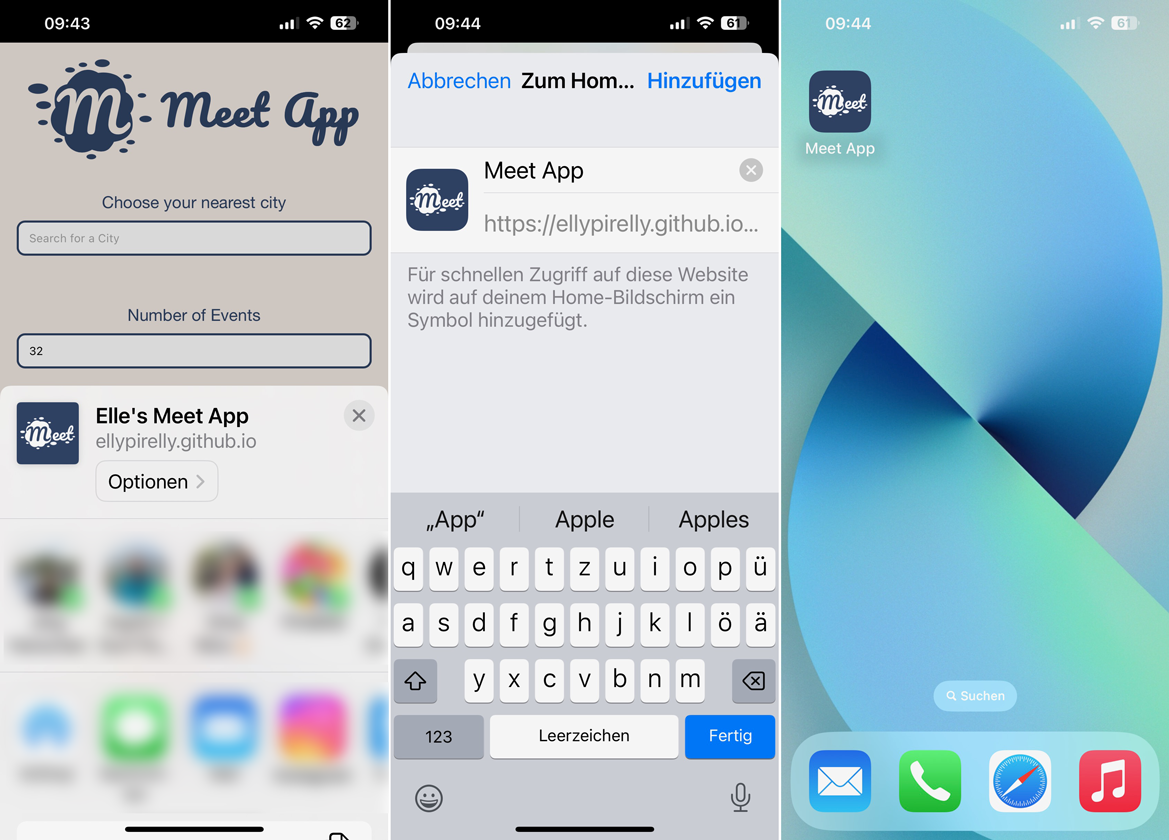 09:43
62
M Meet App
Choose your nearest city
Search for a City
Number of Events
32
Meet
Elle's Meet App
ellypirelly.github.io
Optionen
09:44
61
Abbrechen Zum Hom... Hinzufügen
Meet
Meet App
https://ellypirelly.github.io...
Für schnellen Zugriff auf diese Website
wird auf deinem Home-Bildschirm ein
Symbol hinzugefügt.
„App“ Apple Apples
q w e r t z u i o p ü
a s d f g h j k l ö ä
y x c v b n m
123 Leerzeichen Fertig
09:44
61
Meet
Meet App
Suchen